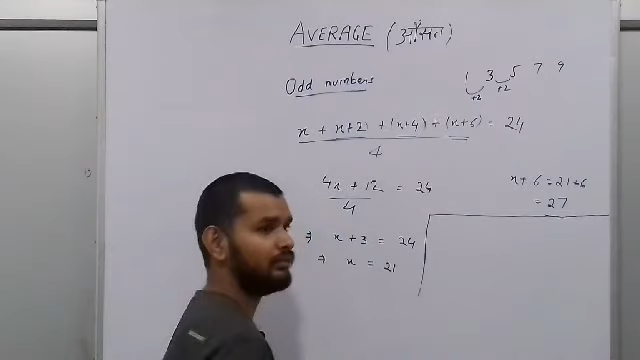 AVERAGE (औसत)
Odd numbers
1 3 5 7 9
+2 +2
x + x+2 + (x+4) + (x+6) = 24
4
4x + 12 = 24
4
x + 6 = 21+6
= 27
⇒ x + 3 = 24
⇒ x = 21